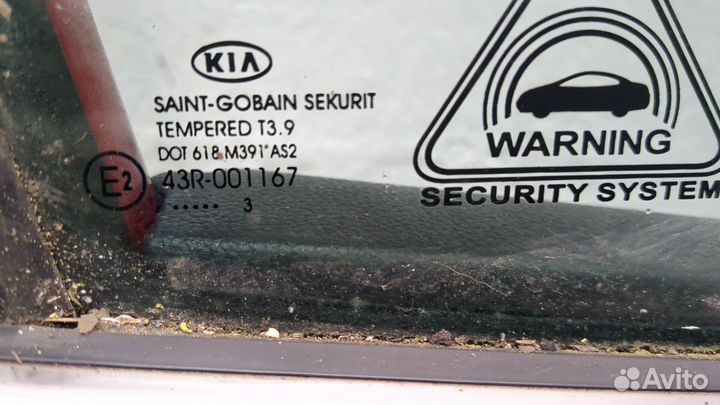 KIA
SAINT-GOBAIN SEKURIT
TEMPERED T3.9
DOT 618 M391 AS2
E2 43R-001167
..... 3
WARNING
SECURITY SYSTEM
Avito